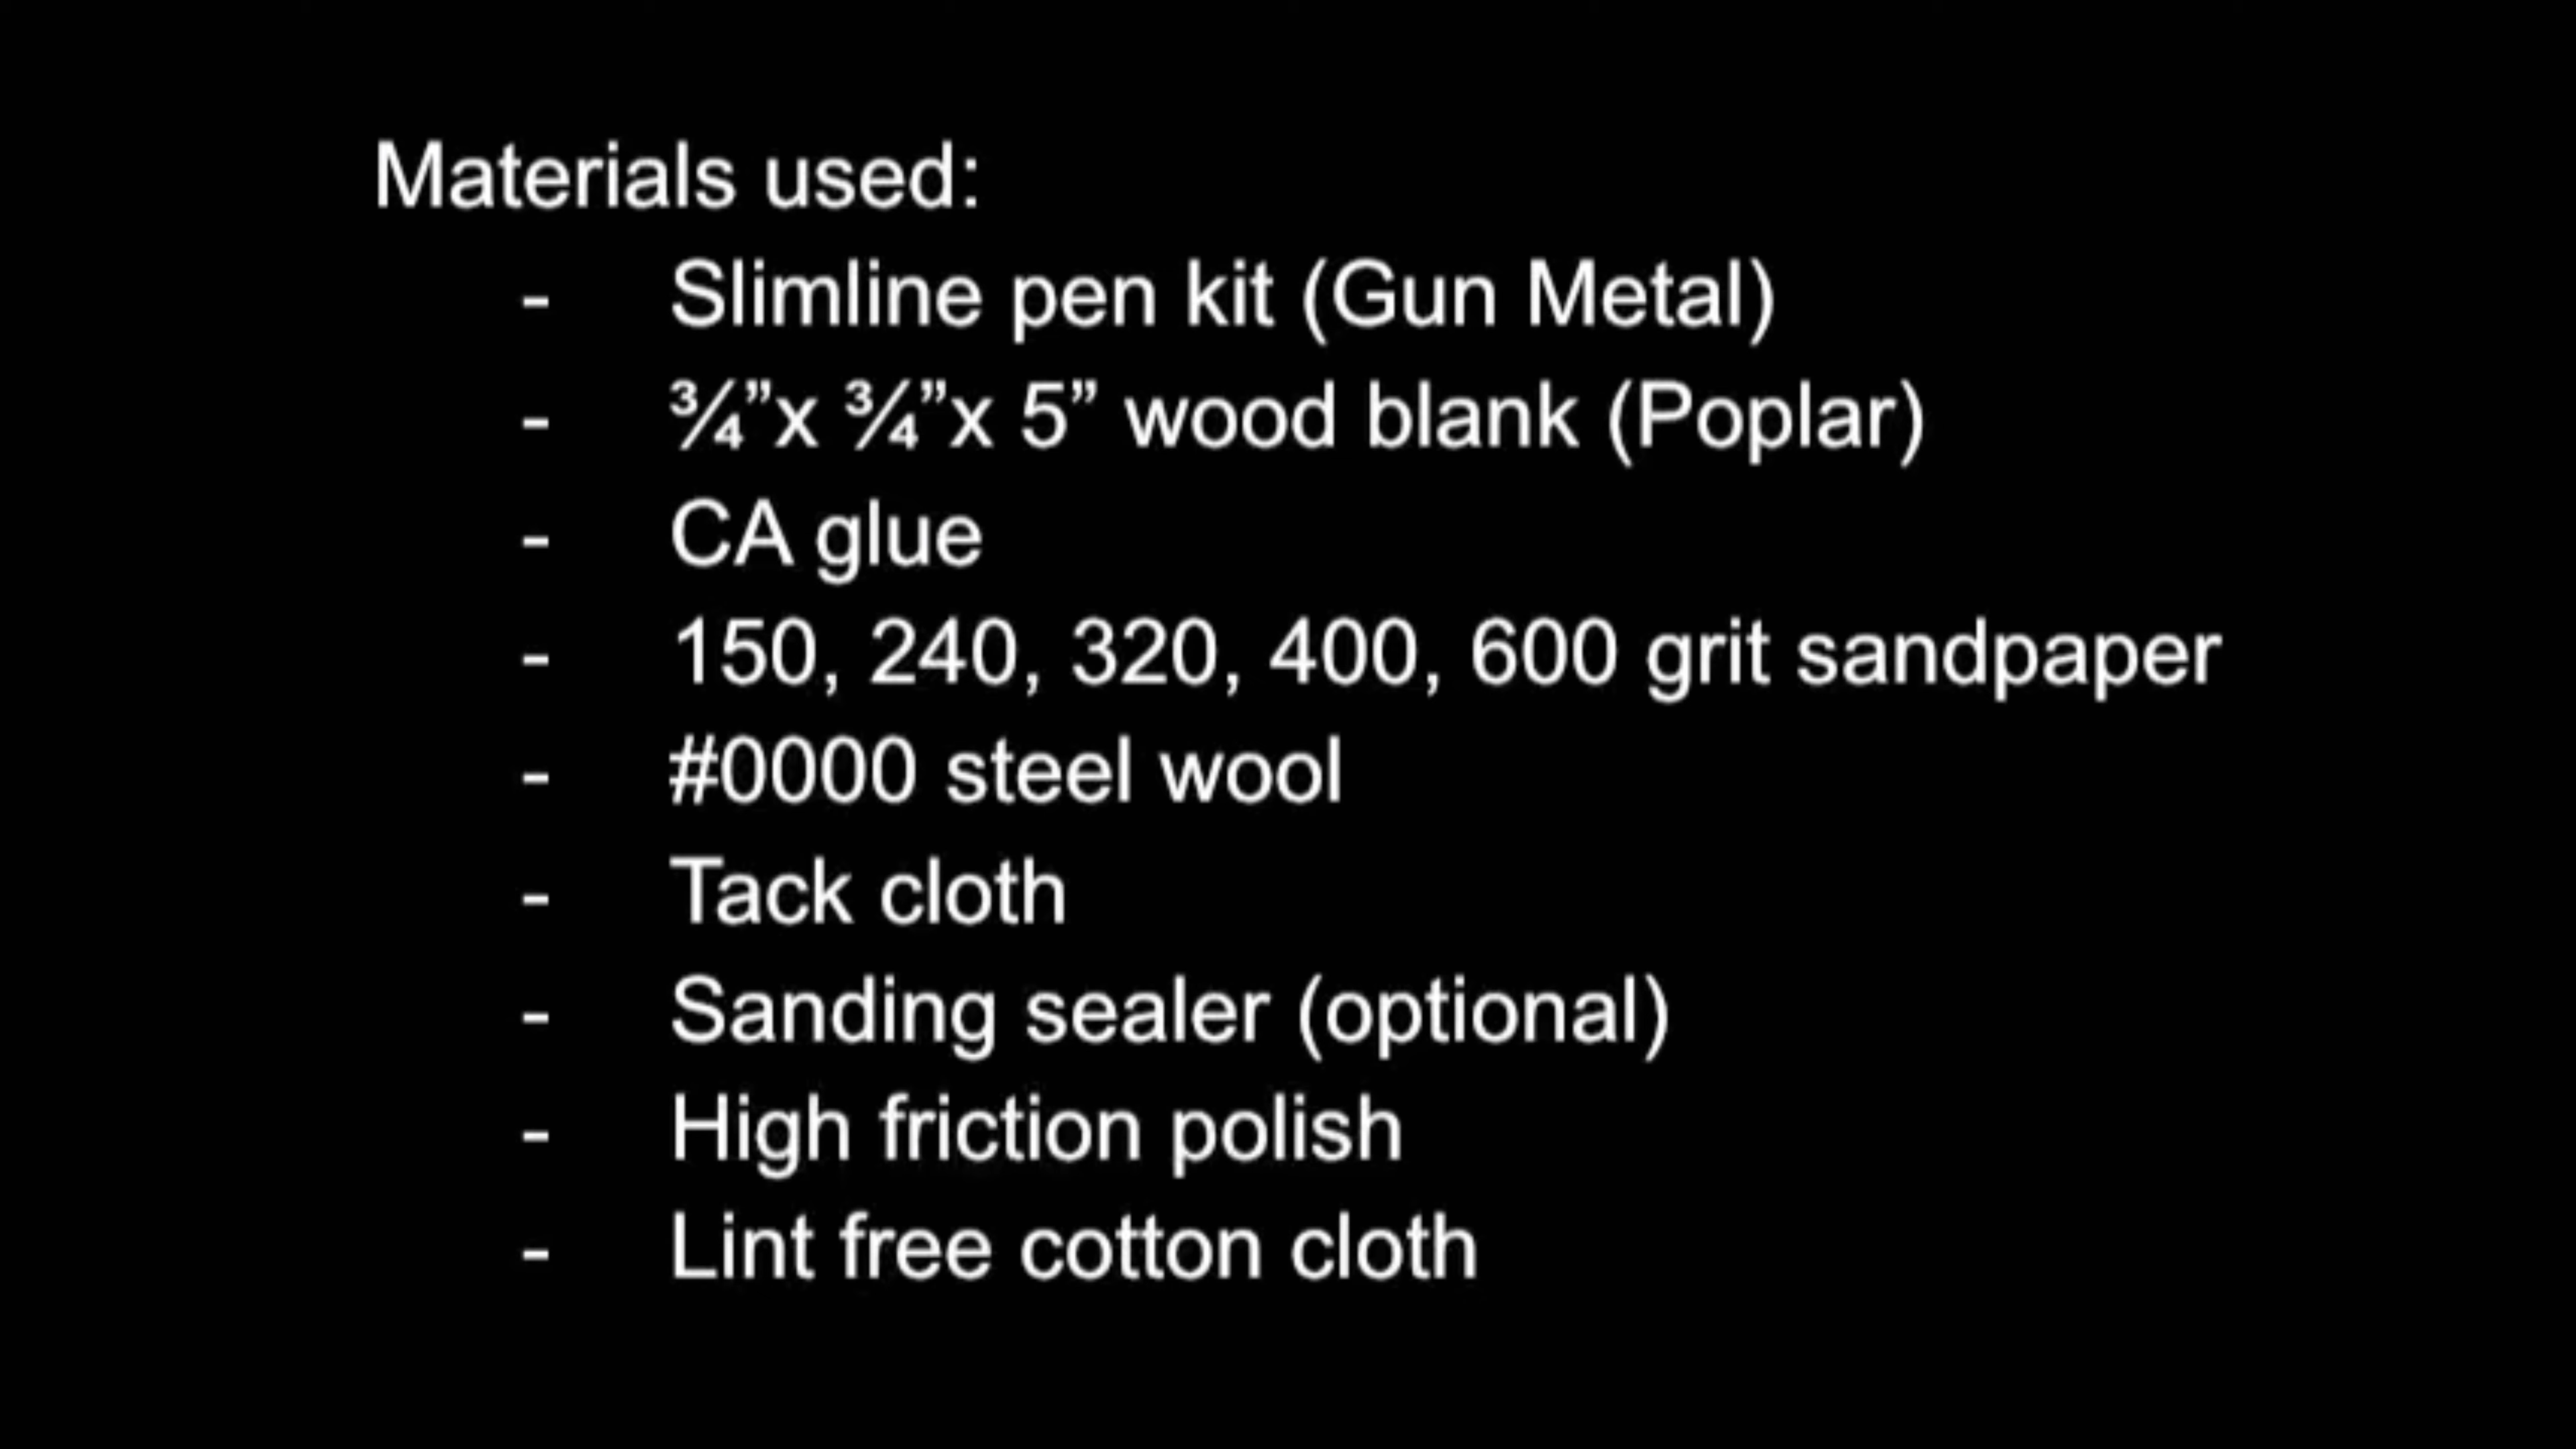 Materials used:
- Slimline pen kit (Gun Metal)
- ¾”x ¾”x 5” wood blank (Poplar)
- CA glue
- 150, 240, 320, 400, 600 grit sandpaper
- #0000 steel wool
- Tack cloth
- Sanding sealer (optional)
- High friction polish
- Lint free cotton cloth